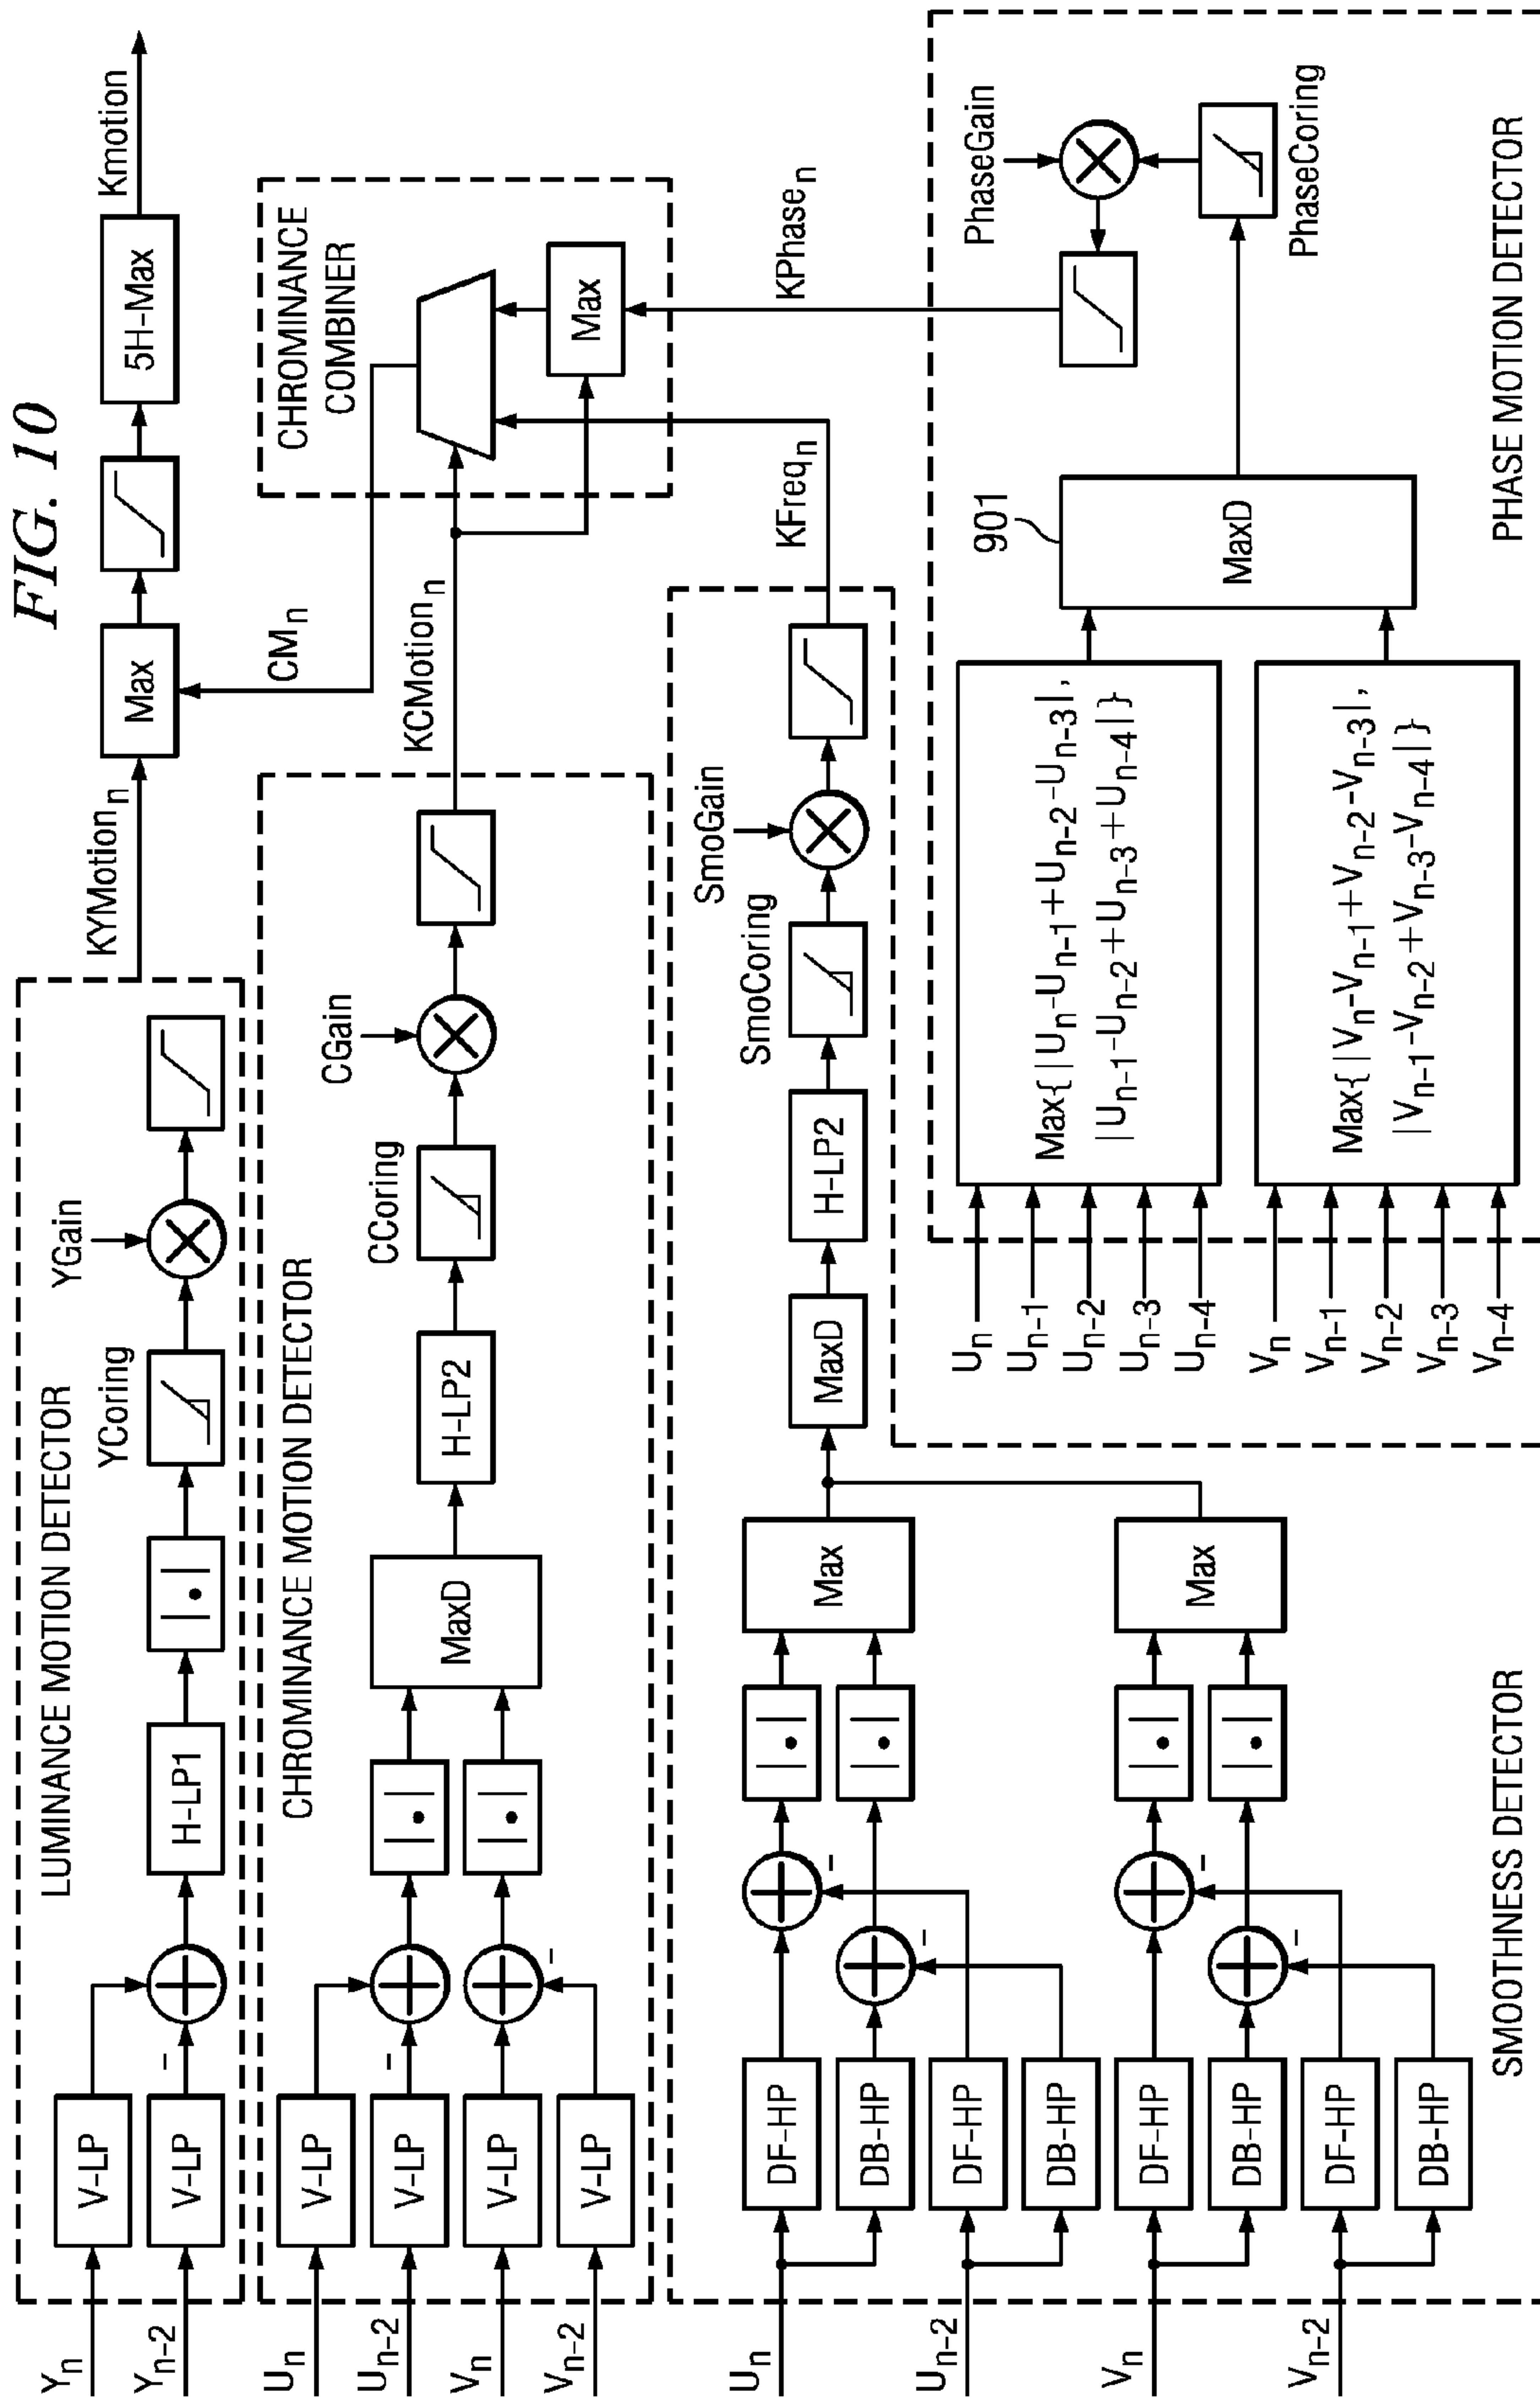 FIG. 10
LUMINANCE MOTION DETECTOR
Yn
Yn-2
V-LP
V-LP
-
H-LP1
|•|
YCoring
YGain
KYMotionn
Max
5H-Max
Kmotion
CHROMINANCE MOTION DETECTOR
Un
Un-2
Vn
Vn-2
V-LP
V-LP
V-LP
V-LP
-
-
|•|
|•|
MaxD
H-LP2
CCoring
CGain
KCMotionn
CMn
CHROMINANCE
COMBINER
Max
KFreqn
KPhasen
Un
Un-2
Vn
Vn-2
DF-HP
DB-HP
DF-HP
DB-HP
DF-HP
DB-HP
DF-HP
DB-HP
-
-
-
-
|•|
|•|
|•|
|•|
Max
Max
MaxD
H-LP2
SmoCoring
SmoGain
SMOOTHNESS DETECTOR
Un
Un-1
Un-2
Un-3
Un-4
Vn
Vn-1
Vn-2
Vn-3
Vn-4
Max{|Un-Un-1+Un-2-Un-3|,
|Un-1-Un-2+Un-3+Un-4|}
Max{|Vn-Vn-1+Vn-2-Vn-3|,
|Vn-1-Vn-2+Vn-3-Vn-4|}
901
MaxD
PhaseCoring
PhaseGain
PHASE MOTION DETECTOR